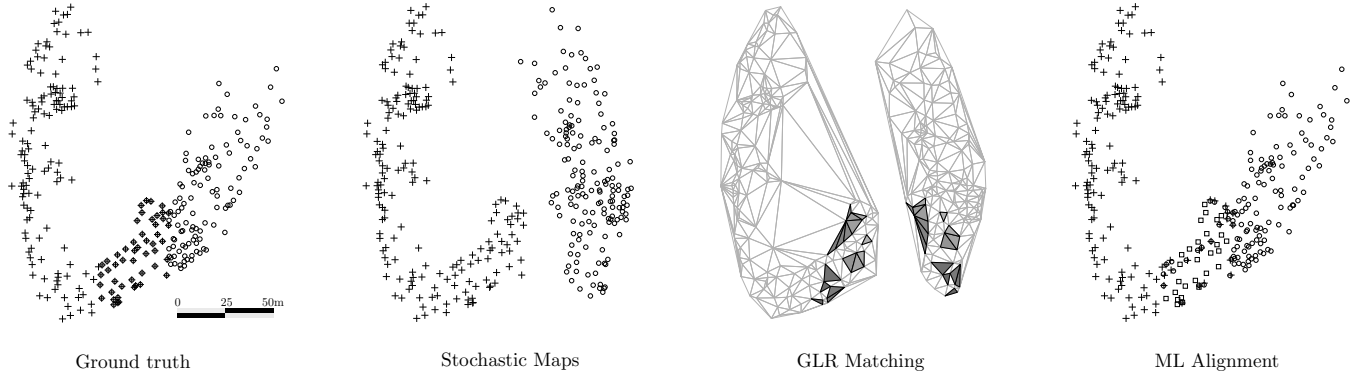 0 25 50m
Ground truth
Stochastic Maps
GLR Matching
ML Alignment